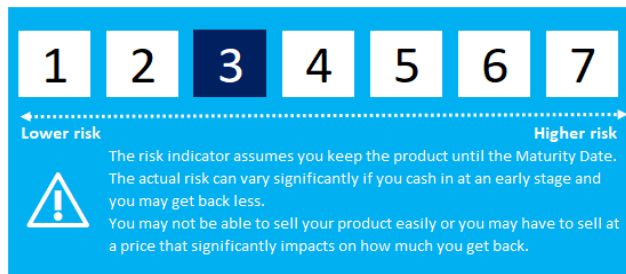 1 2 3 4 5 6 7
Lower risk Higher risk
The risk indicator assumes you keep the product until the Maturity Date.
The actual risk can vary significantly if you cash in at an early stage and
you may get back less.
You may not be able to sell your product easily or you may have to sell at
a price that significantly impacts on how much you get back.